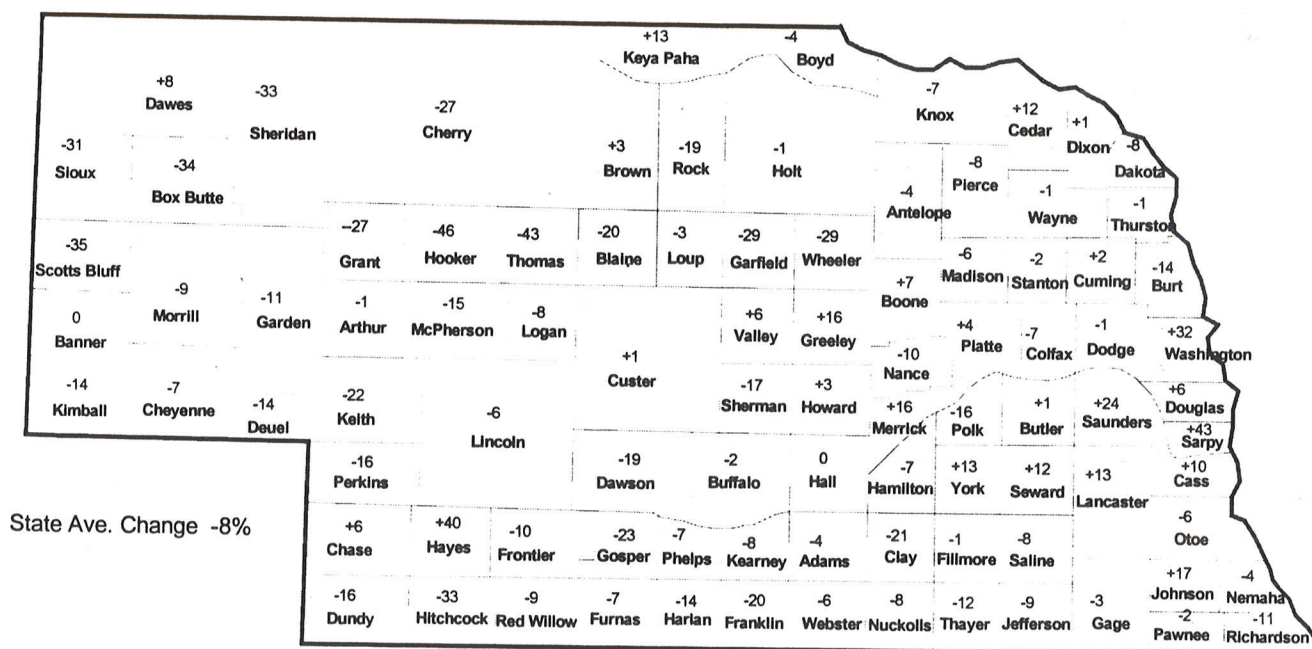 +13
Keya Paha
-4
Boyd
+8
Dawes
-33
Sheridan
-27
Cherry
-7
Knox
+12
Cedar
+1
Dixon
-8
Dakota
-31
Sioux
-34
Box Butte
+3
Brown
-19
Rock
-1
Holt
-4
Antelope
-8
Pierce
-1
Wayne
-1
Thurston
-35
Scotts Bluff
--27
Grant
-46
Hooker
-43
Thomas
-20
Blaine
-3
Loup
-29
Garfield
-29
Wheeler
+7
Boone
-6
Madison
-2
Stanton
+2
Cuming
-14
Burt
0
Banner
-9
Morrill
-11
Garden
-1
Arthur
-15
McPherson
-8
Logan
+1
Custer
+6
Valley
+16
Greeley
-10
Nance
+4
Platte
-7
Colfax
-1
Dodge
+32
Washington
-14
Kimball
-7
Cheyenne
-14
Deuel
-22
Keith
-6
Lincoln
-17
Sherman
+3
Howard
+16
Merrick
-16
Polk
+1
Butler
+24
Saunders
+6
Douglas
+43
Sarpy
-16
Perkins
-19
Dawson
-2
Buffalo
0
Hall
-7
Hamilton
+13
York
+12
Seward
+13
Lancaster
+10
Cass
State Ave. Change -8%
+6
Chase
+40
Hayes
-10
Frontier
-23
Gosper
-7
Phelps
-8
Kearney
-4
Adams
-21
Clay
-1
Fillmore
-8
Saline
-6
Otoe
-16
Dundy
-33
Hitchcock
-9
Red Willow
-7
Furnas
-14
Harlan
-20
Franklin
-6
Webster
-8
Nuckolls
-12
Thayer
-9
Jefferson
-3
Gage
+17
Johnson
-4
Nemaha
-2
Pawnee
-11
Richardson